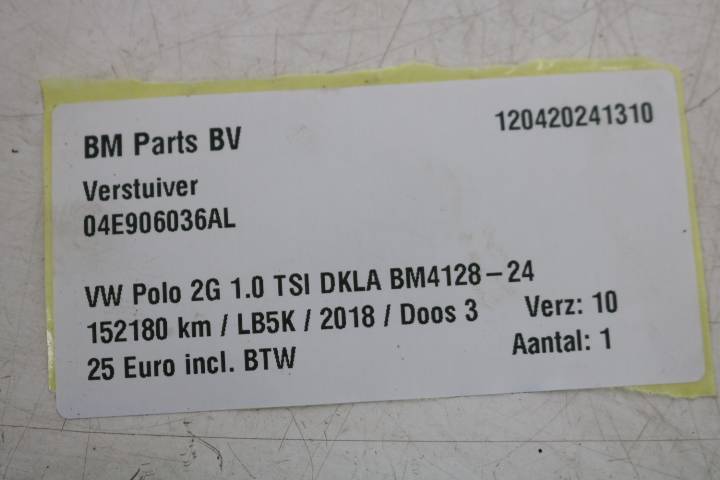 BM Parts BV 120420241310
Verstuiver
04E906036AL
VW Polo 2G 1.0 TSI DKLA BM4128-24
152180 km / LB5K / 2018 / Doos 3 Verz: 10
25 Euro incl. BTW Aantal: 1